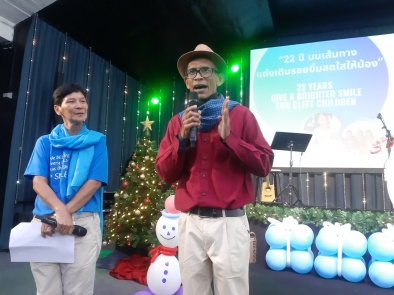 "22 ปี บนเส้นทาง
แต่งเติมรอยยิ้มสดใสให้น้อง"
22 YEARS
GIVE A BRIGHTER SMILE
FOR CLEFT CHILDREN